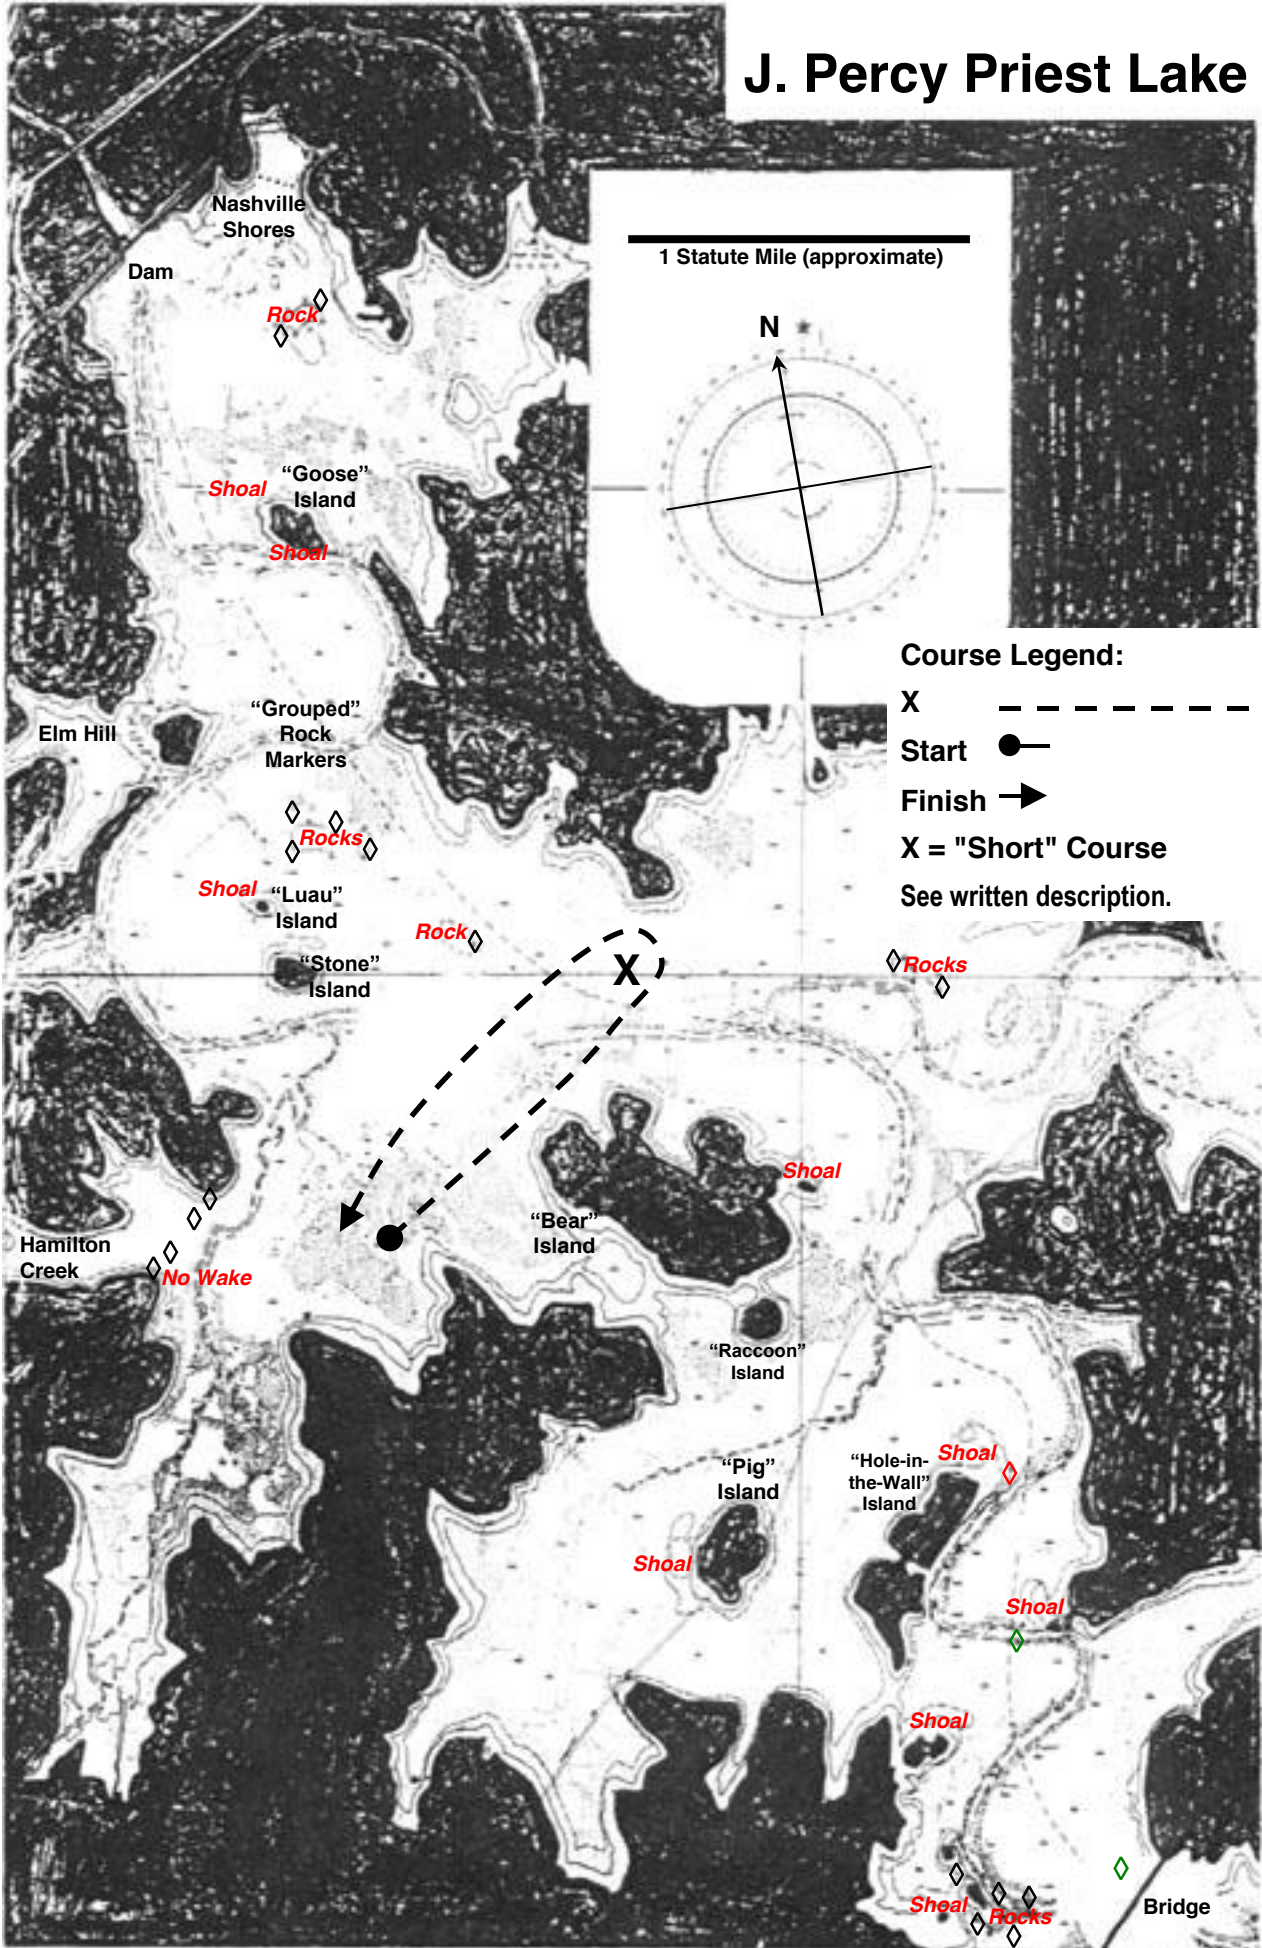 J. Percy Priest Lake
Nashville
Shores
Dam
1 Statute Mile (approximate)
Rock
N
"Goose"
Island
Shoal
Shoal
Course Legend:
X
Start
Finish
X = "Short" Course
See written description.
"Grouped"
Rock
Markers
Elm Hill
Rocks
Shoal
"Luau"
Island
Rock
"Stone"
Island
X
Rocks
Shoal
"Bear"
Island
Hamilton
Creek
No Wake
"Raccoon"
Island
"Pig"
Island
"Hole-in-
the-Wall"
Island
Shoal
Shoal
Shoal
Shoal
Shoal
Rocks
Bridge